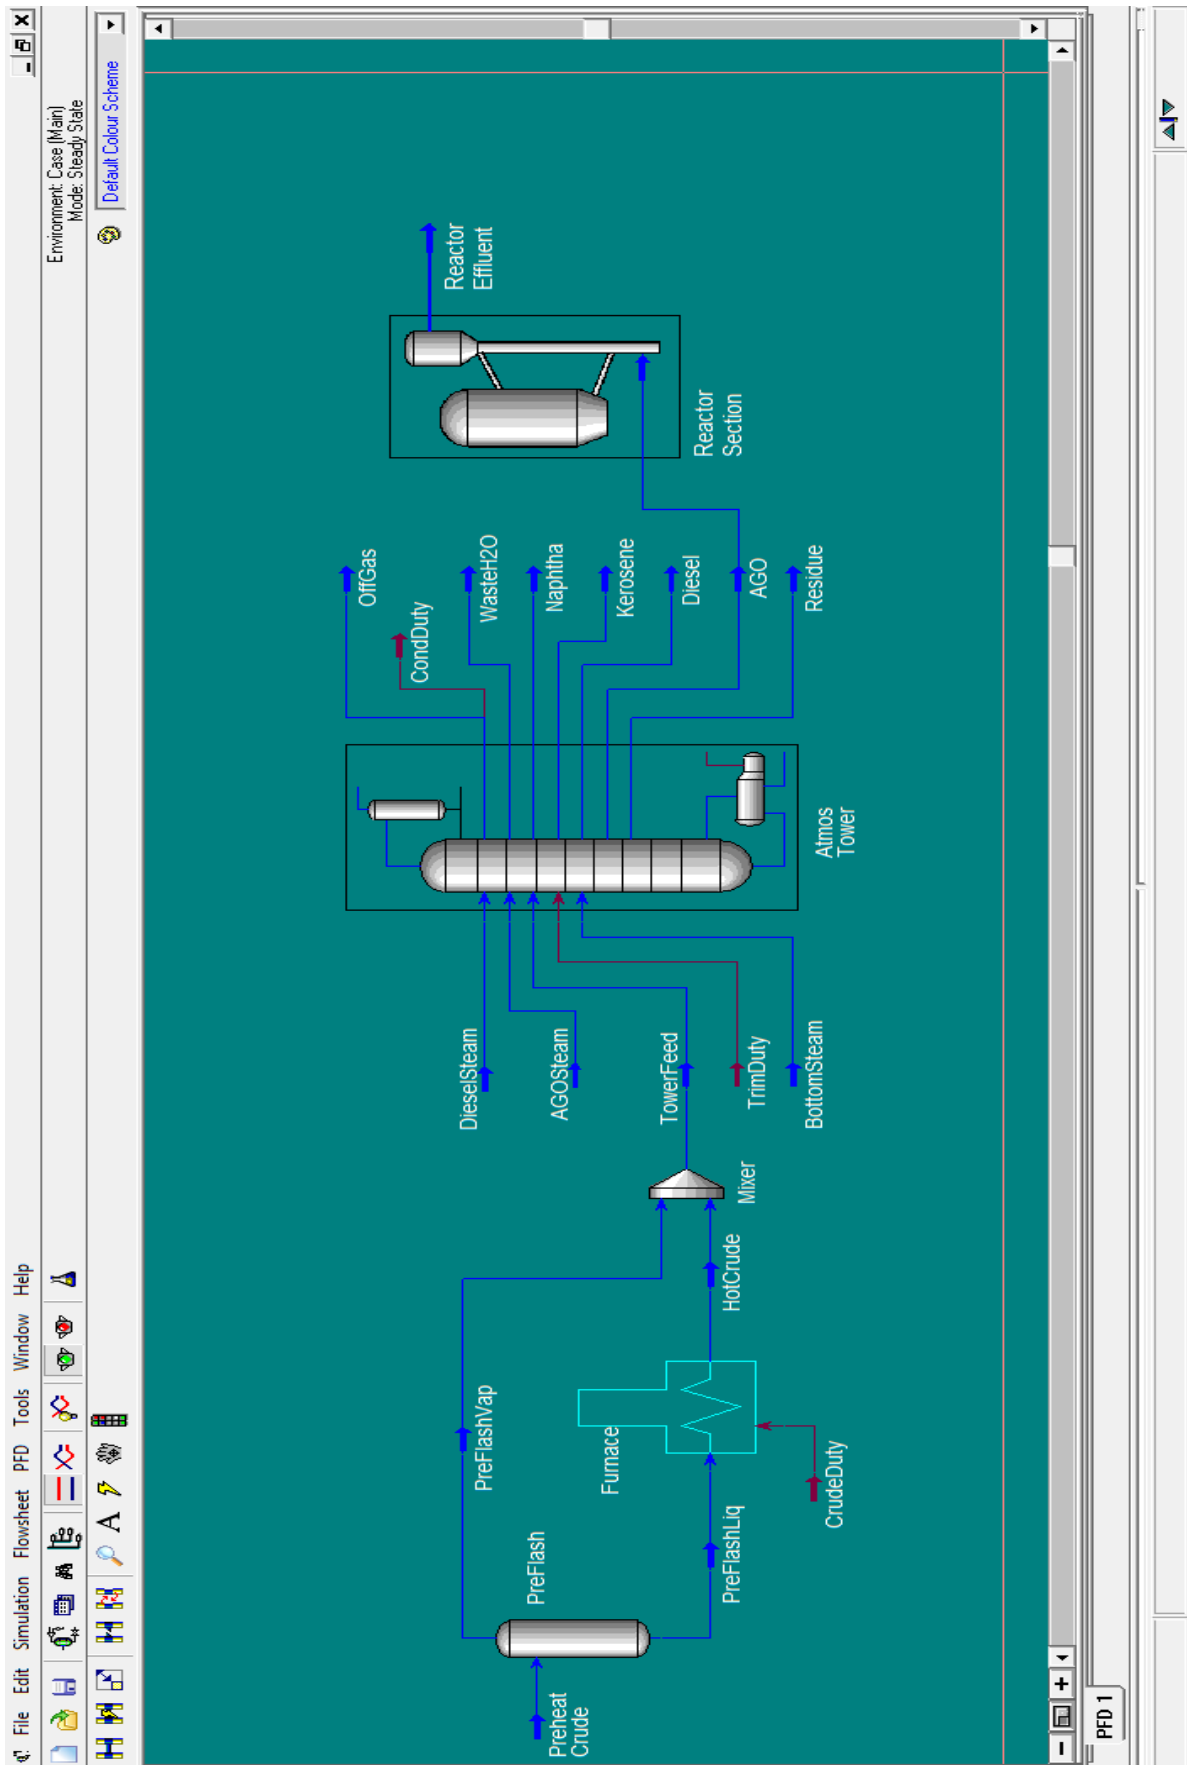 File Edit Simulation Flowsheet PFD Tools Window Help
Environment: Case (Main)
Mode: Steady State
A
Default Colour Scheme
Preheat
Crude
PreFlash
PreFlashVap
PreFlashLiq
Furnace
CrudeDuty
HotCrude
Mixer
DieselSteam
AGOSteam
TowerFeed
TrimDuty
BottomSteam
Atmos
Tower
OffGas
CondDuty
WasteH2O
Naphtha
Kerosene
Diesel
AGO
Residue
Reactor
Section
Reactor
Effluent
PFD 1